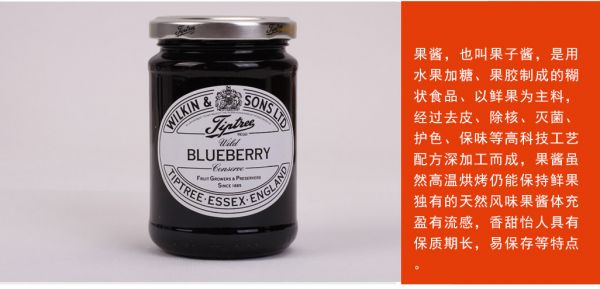 Tiptree
WILKIN & SONS LTD
Tiptree
REGD
Wild
BLUEBERRY
Conserve
FRUIT GROWERS & PRESERVERS
SINCE 1885
TIPTREE·ESSEX·ENGLAND
果酱，也叫果子酱，是用
水果加糖、果胶制成的糊
状食品、以鲜果为主料，
经过去皮、除核、灭菌、
护色、保味等高科技工艺
配方深加工而成，果酱虽
然高温烘烤仍能保持鲜果
独有的天然风味果酱体充
盈有流感，香甜怡人具有
保质期长，易保存等特点
。